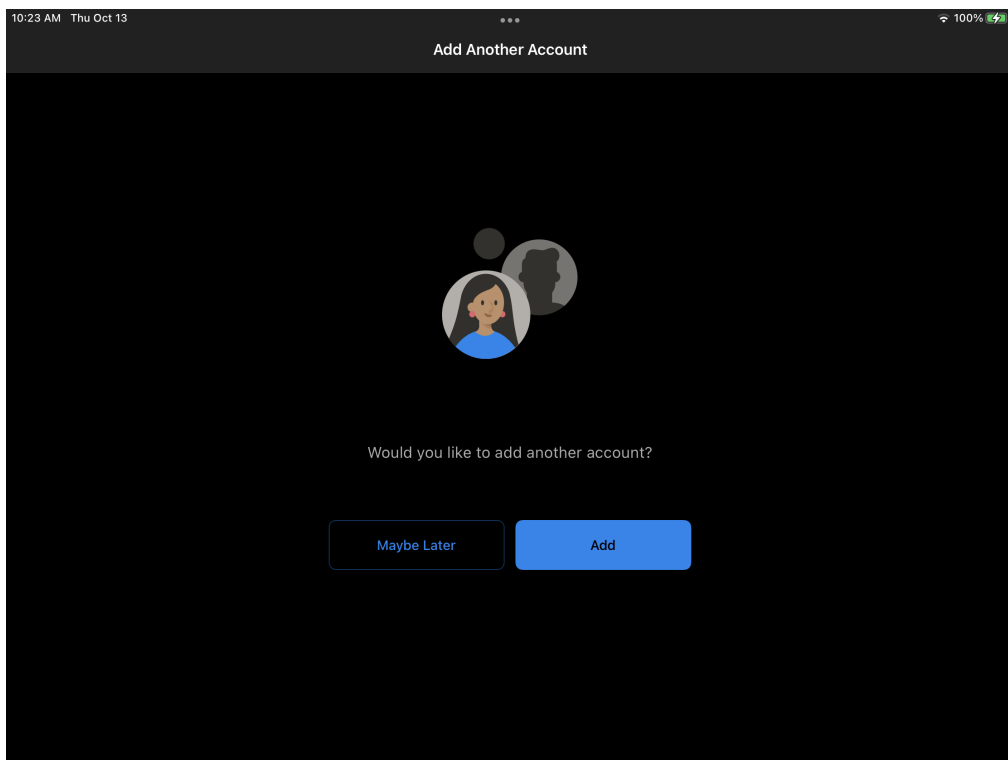 10:23 AM Thu Oct 13
100%
Add Another Account
Would you like to add another account?
Maybe Later
Add